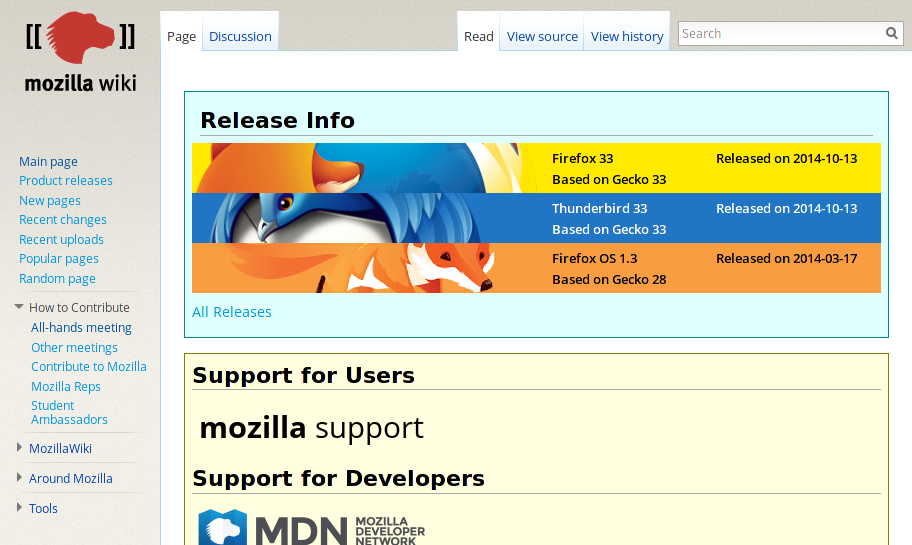 [[ ]]
mozilla wiki
Page Discussion Read View source View history Search
Main page
Product releases
New pages
Recent changes
Recent uploads
Popular pages
Random page
How to Contribute
All-hands meeting
Other meetings
Contribute to Mozilla
Mozilla Reps
Student
Ambassadors
MozillaWiki
Around Mozilla
Tools
Release Info
Firefox 33 Released on 2014-10-13
Based on Gecko 33
Thunderbird 33 Released on 2014-10-13
Based on Gecko 33
Firefox OS 1.3 Released on 2014-03-17
Based on Gecko 28
All Releases
Support for Users
mozilla support
Support for Developers
MDN MOZILLA
DEVELOPER
NETWORK